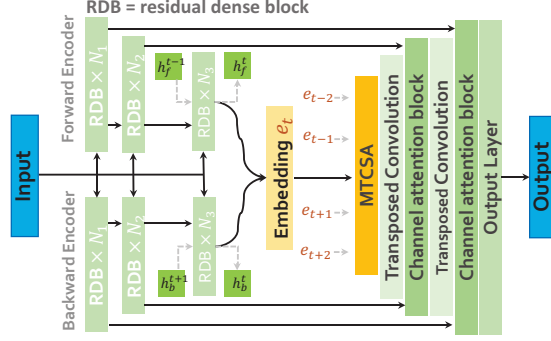 RDB = residual dense block
Forward Encoder
RDB × N₁
RDB × N₂
RDB × N₃
h_f^{t-1}
h_f^t
Input
Backward Encoder
RDB × N₁
RDB × N₂
RDB × N₃
h_b^{t+1}
h_b^t
Embedding e_t
e_{t-2}
e_{t-1}
e_{t+1}
e_{t+2}
MTCSA
Transposed Convolution
Channel attention block
Transposed Convolution
Channel attention block
Output Layer
Output